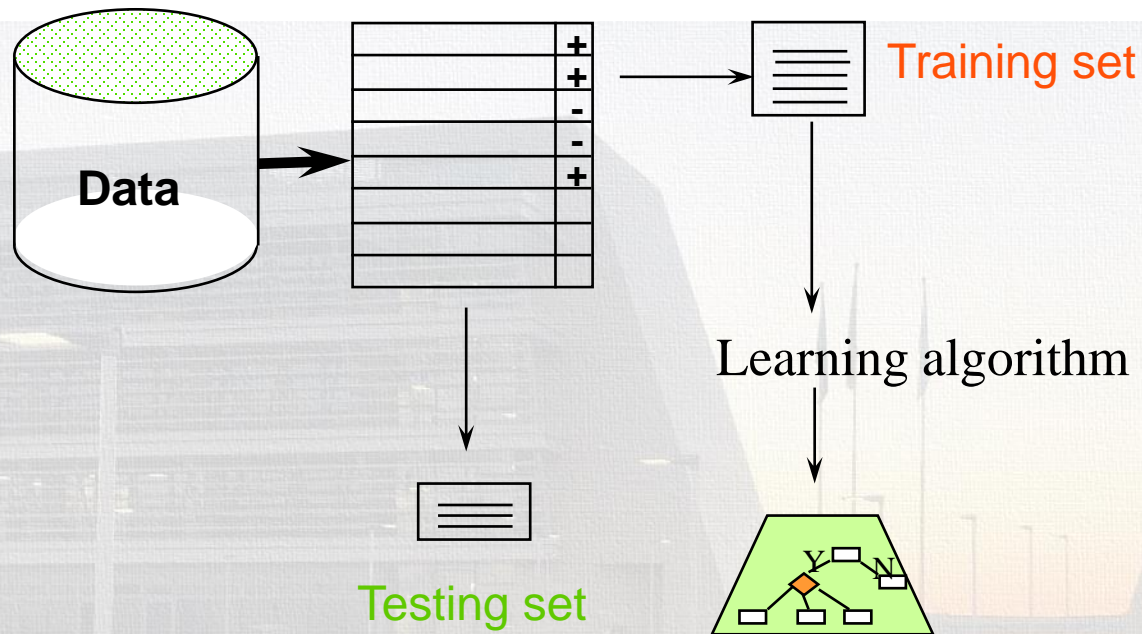 +
Training set
+
-
-
+
Data
Learning algorithm
Y
N
Testing set